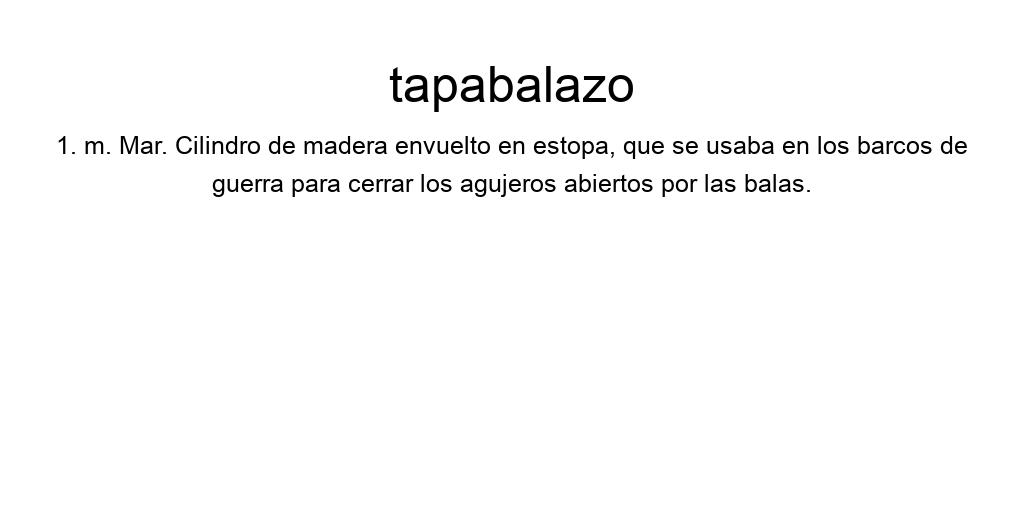 tapabalazo
1. m. Mar. Cilindro de madera envuelto en estopa, que se usaba en los barcos de
guerra para cerrar los agujeros abiertos por las balas.